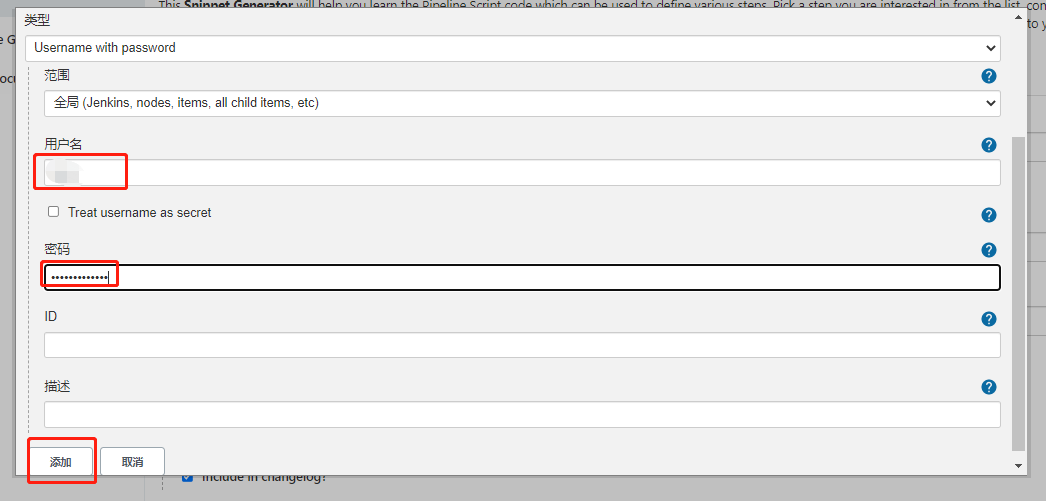 This Snippet Generator will help you learn the Pipeline Script code which can be used to define various steps. Pick a step you are interested in from the list, con
类型
to y
e G
Username with password
范围
ocu
全局 (Jenkins, nodes, items, all child items, etc)
用户名
Treat username as secret
密码
•••••••••••••
ID
描述
添加
取消
Include in changelog?